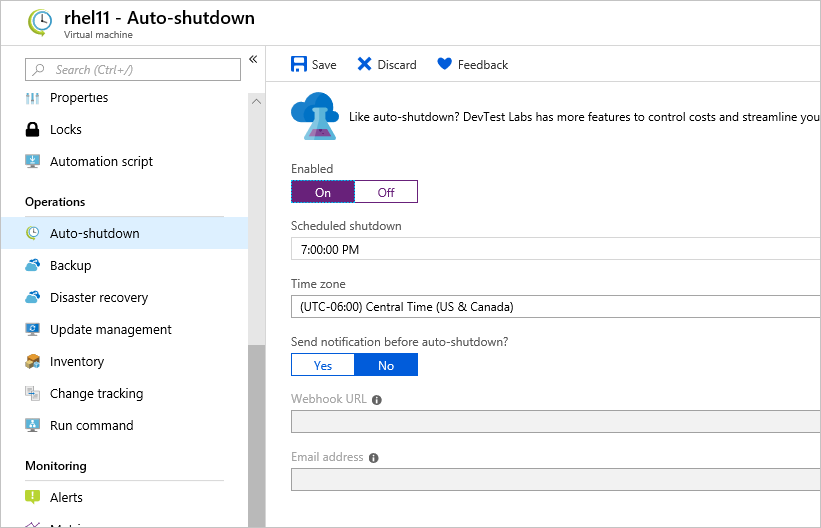 rhel11 - Auto-shutdown
Virtual machine
Search (Ctrl+/)
«
Properties
Locks
Automation script
Operations
Auto-shutdown
Backup
Disaster recovery
Update management
Inventory
Change tracking
Run command
Monitoring
Alerts
Save Discard Feedback
Like auto-shutdown? DevTest Labs has more features to control costs and streamline you
Enabled
On Off
Scheduled shutdown
7:00:00 PM
Time zone
(UTC-06:00) Central Time (US & Canada)
Send notification before auto-shutdown?
Yes No
Webhook URL
Email address